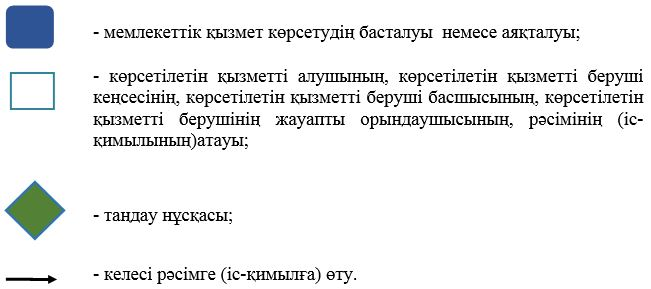 - мемлекеттік қызмет көрсетудің басталуы немесе аяқталуы;
- көрсетілетін қызметті алушының, көрсетілетін қызметті беруші
кеңсесінің, көрсетілетін қызметті беруші басшысының, көрсетілетін
қызметті берушінің жауапты орындаушысының, рәсімінің (іс-
қимылының)атауы;
- таңдау нұсқасы;
- келесі рәсімге (іс-қимылға) өту.